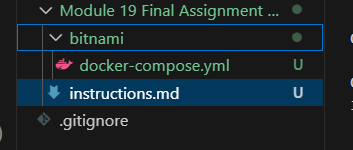 Module 19 Final Assignment ...
bitnami
docker-compose.yml U
instructions.md U
.gitignore